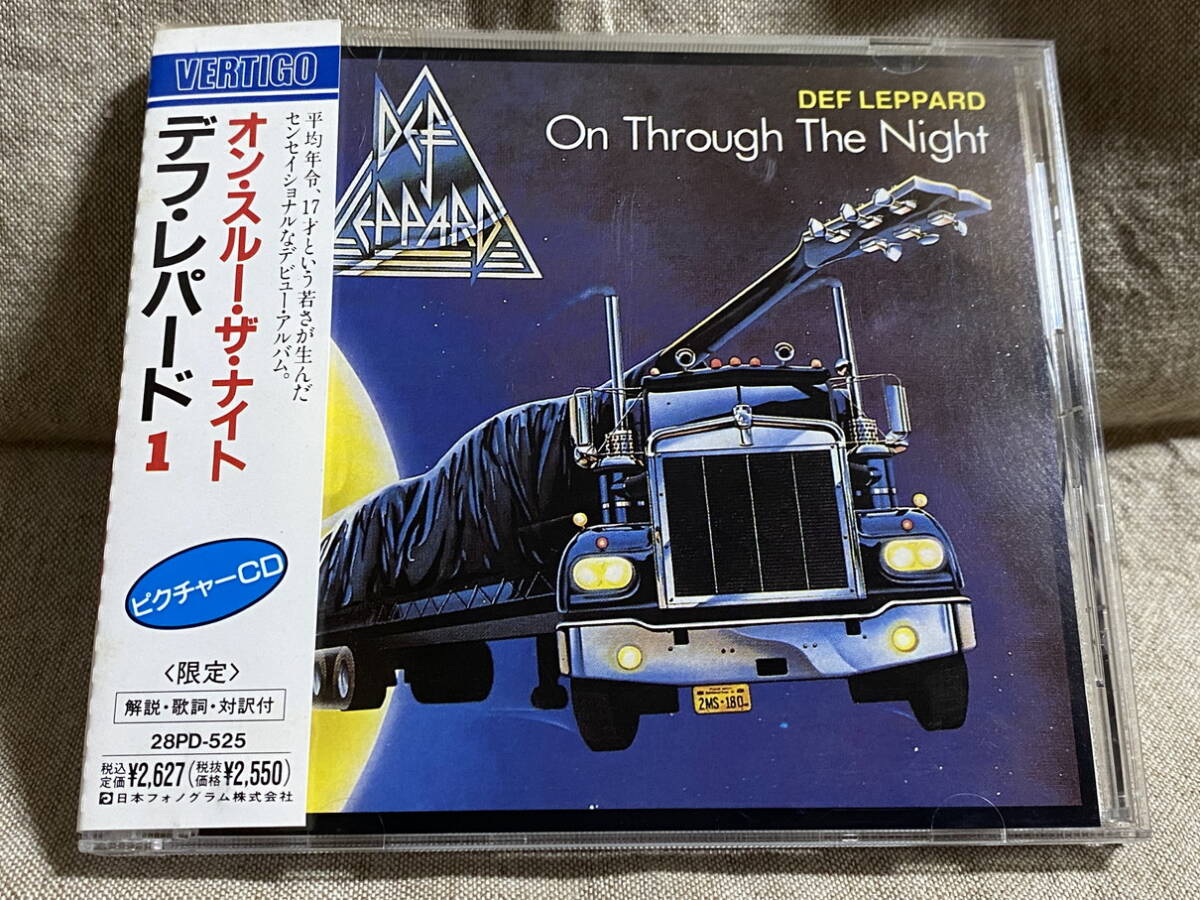 VERTIGO
平均年令、17才という若さが生んだ
センセイショナルなデビュー・アルバム。
オン・スルー・ザ・ナイト
デフ・レパード 1
ピクチャーCD
〈限定〉
解説・歌詞・対訳付
28PD-525
税込定価¥2,627(税抜価格¥2,550)
日本フォノグラム株式会社
DEF LEPPARD
DEF LEPPARD
On Through The Night
2MS-180